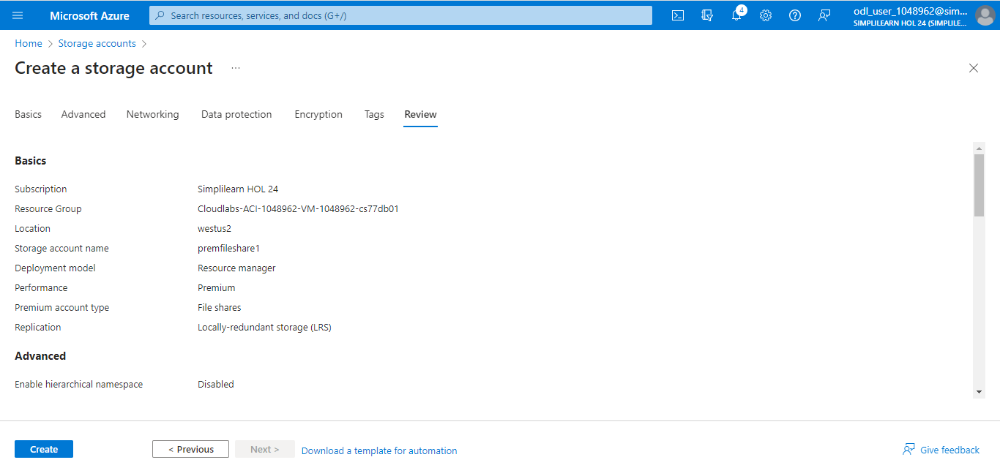 Microsoft Azure
Search resources, services, and docs (G+/)
4
odl_user_1048962@sim...
SIMPLILEARN HOL 24 (SIMPLILE...
Home > Storage accounts >
Create a storage account ...
Basics Advanced Networking Data protection Encryption Tags Review
Basics
Subscription Simplilearn HOL 24
Resource Group Cloudlabs-ACI-1048962-VM-1048962-cs77db01
Location westus2
Storage account name premfileshare1
Deployment model Resource manager
Performance Premium
Premium account type File shares
Replication Locally-redundant storage (LRS)
Advanced
Enable hierarchical namespace Disabled
Create < Previous Next > Download a template for automation Give feedback